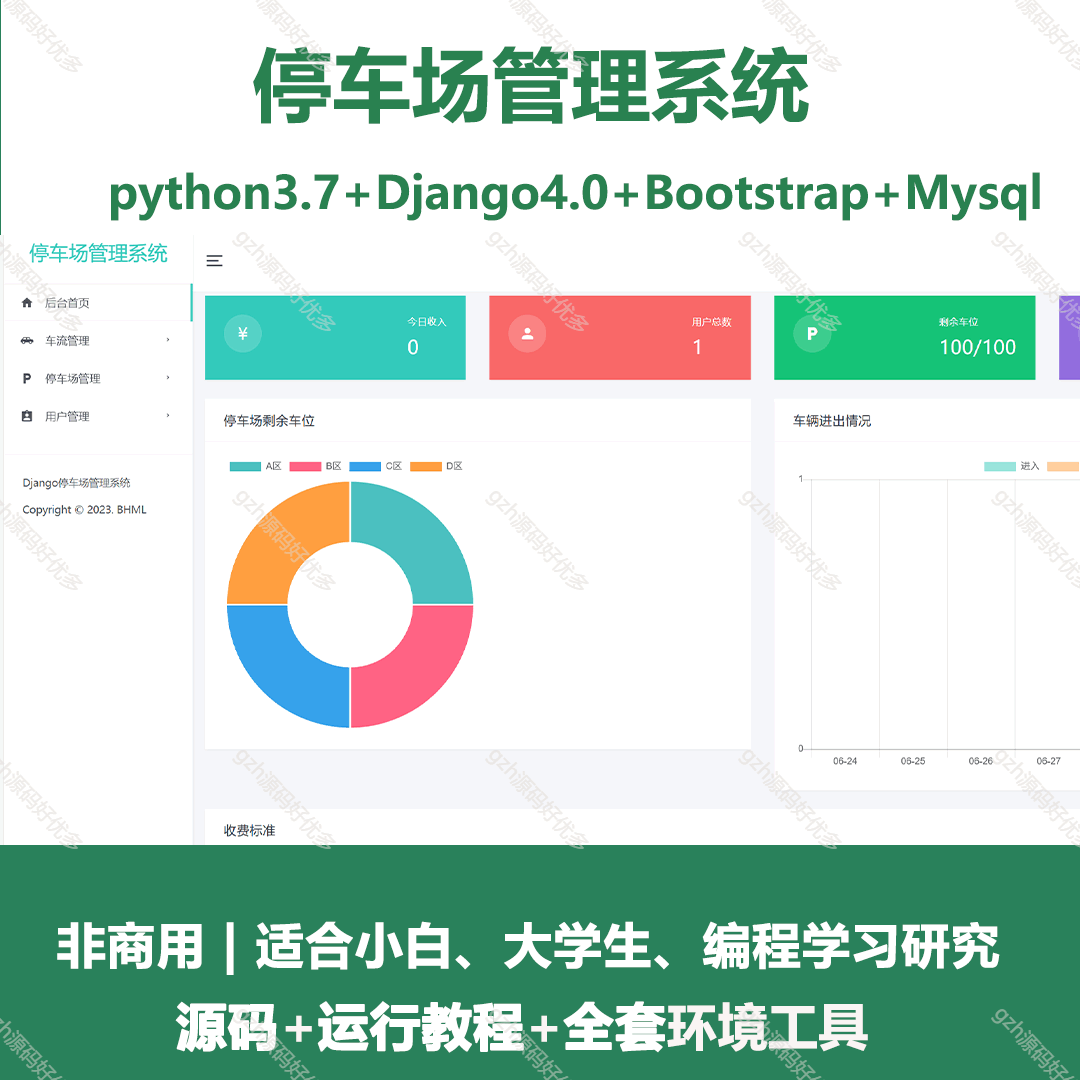 停车场管理系统
python3.7+Django4.0+Bootstrap+Mysql
停车场管理系统
后台首页
车流管理
停车场管理
用户管理
Django停车场管理系统
Copyright © 2023. BHML
¥
今日收入
0
用户总数
1
P
剩余车位
100/100
停车场剩余车位
A区 B区 C区 D区
车辆进出情况
进入
1
0
06-24 06-25 06-26 06-27
收费标准
非商用 | 适合小白、大学生、编程学习研究
源码+运行教程+全套环境工具
gzh源码好优多